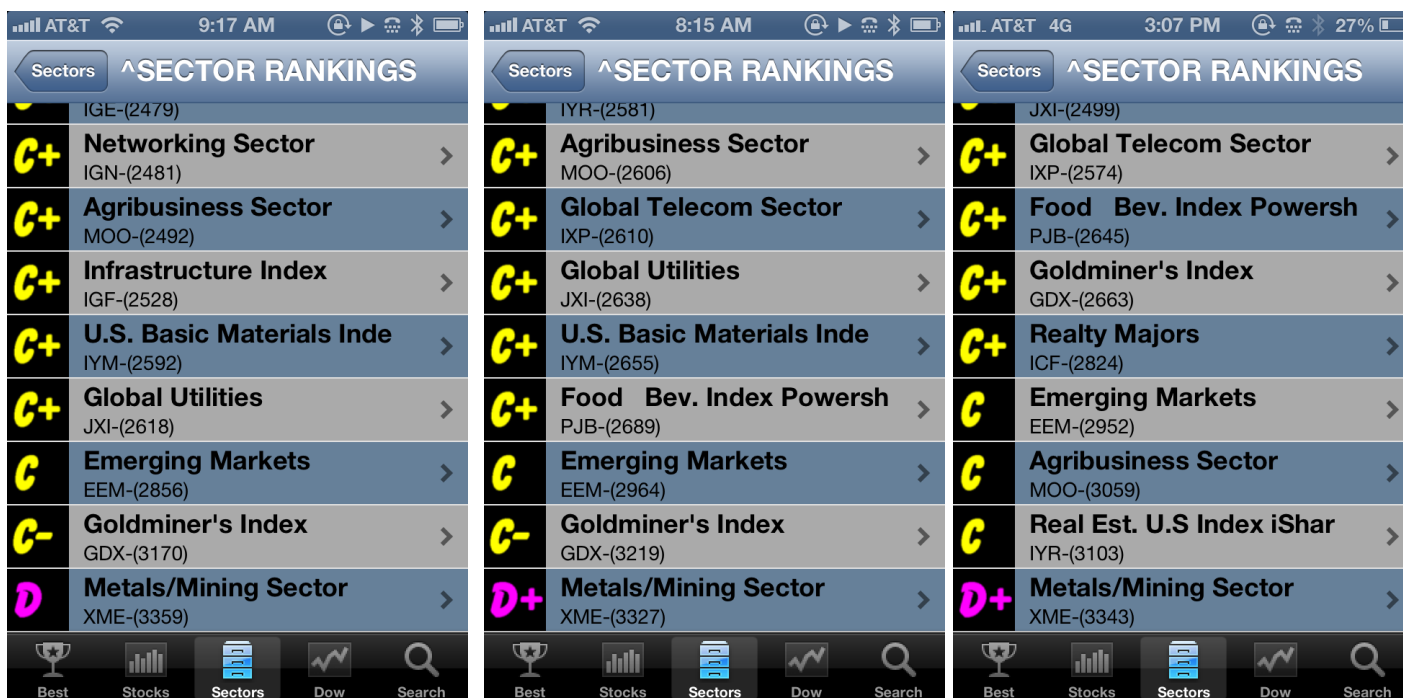 AT&T 9:17 AM
Sectors ^SECTOR RANKINGS
IGE-(2479)
C+ Networking Sector
IGN-(2481)
C+ Agribusiness Sector
MOO-(2492)
C+ Infrastructure Index
IGF-(2528)
C+ U.S. Basic Materials Inde
IYM-(2592)
C+ Global Utilities
JXI-(2618)
C Emerging Markets
EEM-(2856)
C- Goldminer's Index
GDX-(3170)
D Metals/Mining Sector
XME-(3359)
Best Stocks Sectors Dow Search
AT&T 8:15 AM
Sectors ^SECTOR RANKINGS
IYR-(2581)
C+ Agribusiness Sector
MOO-(2606)
C+ Global Telecom Sector
IXP-(2610)
C+ Global Utilities
JXI-(2638)
C+ U.S. Basic Materials Inde
IYM-(2655)
C+ Food Bev. Index Powersh
PJB-(2689)
C Emerging Markets
EEM-(2964)
C- Goldminer's Index
GDX-(3219)
D+ Metals/Mining Sector
XME-(3327)
Best Stocks Sectors Dow Search
AT&T 4G 3:07 PM 27%
Sectors ^SECTOR RANKINGS
JXI-(2499)
C+ Global Telecom Sector
IXP-(2574)
C+ Food Bev. Index Powersh
PJB-(2645)
C+ Goldminer's Index
GDX-(2663)
C+ Realty Majors
ICF-(2824)
C Emerging Markets
EEM-(2952)
C Agribusiness Sector
MOO-(3059)
C Real Est. U.S Index iShar
IYR-(3103)
D+ Metals/Mining Sector
XME-(3343)
Best Stocks Sectors Dow Search